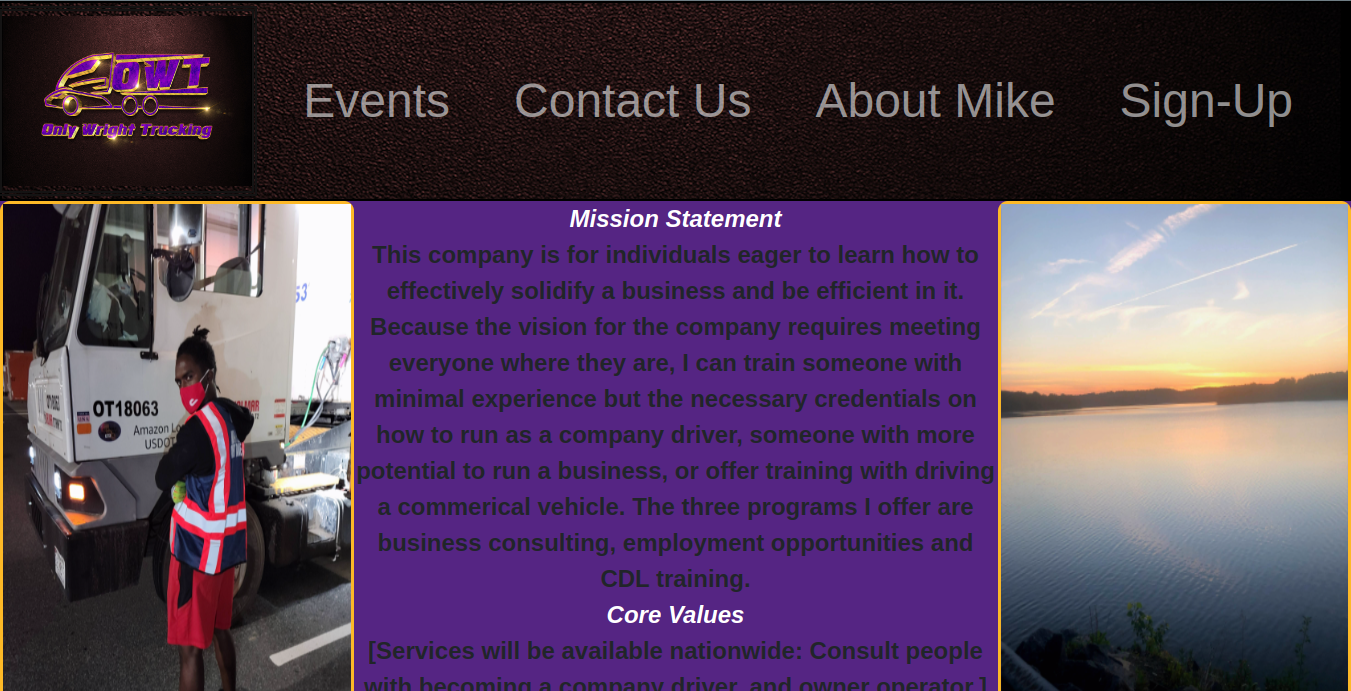 OWT
Only Wright Trucking
Events Contact Us About Mike Sign-Up
Mission Statement
This company is for individuals eager to learn how to
effectively solidify a business and be efficient in it.
Because the vision for the company requires meeting
everyone where they are, I can train someone with
minimal experience but the necessary credentials on
how to run as a company driver, someone with more
potential to run a business, or offer training with driving
a commerical vehicle. The three programs I offer are
business consulting, employment opportunities and
CDL training.
Core Values
[Services will be available nationwide: Consult people
with becoming a company driver, and owner operator.]
53'
OT18063
Amazon
USDOT